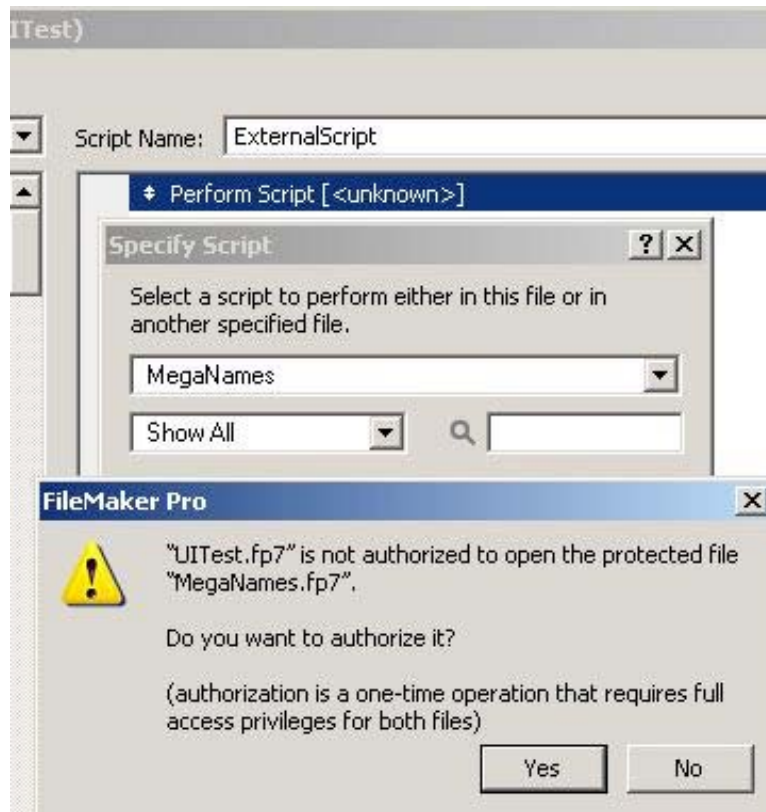 ITest)
Script Name: ExternalScript
Perform Script [<unknown>]
Specify Script
Select a script to perform either in this file or in
another specified file.
MegaNames
Show All
FileMaker Pro
"UITest.fp7" is not authorized to open the protected file
"MegaNames.fp7".
Do you want to authorize it?
(authorization is a one-time operation that requires full
access privileges for both files)
Yes No